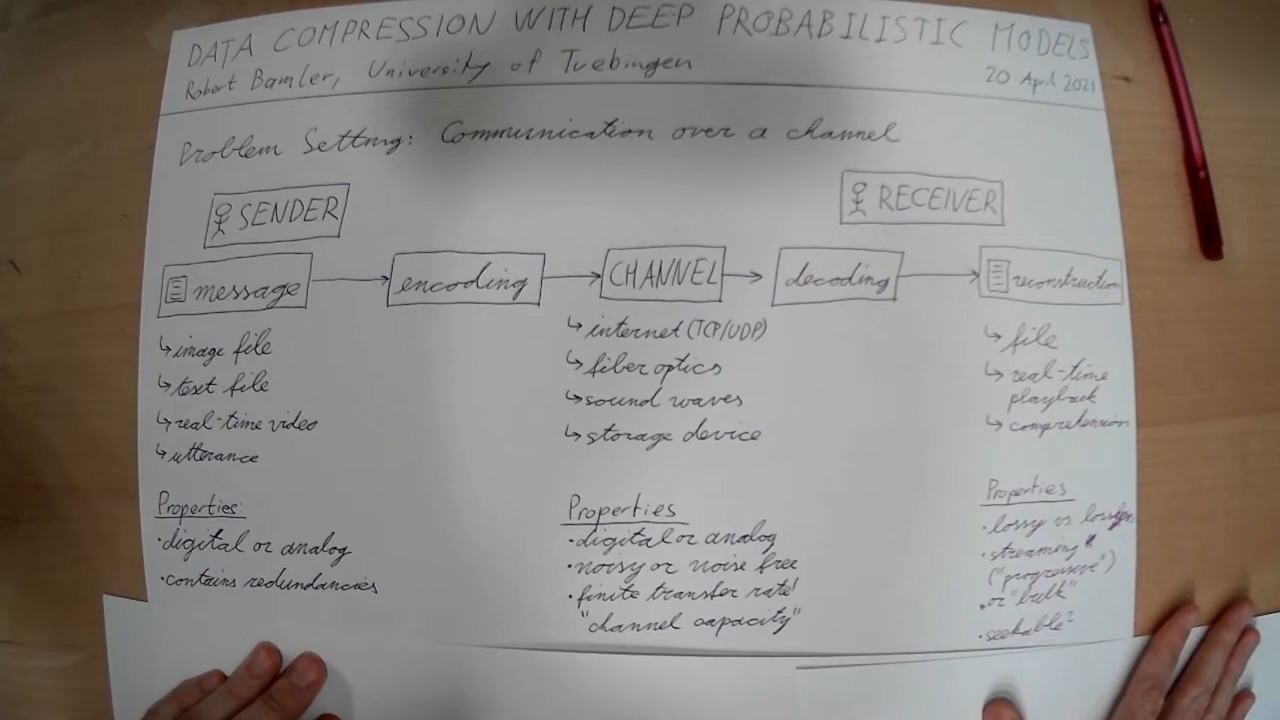 DATA COMPRESSION WITH DEEP PROBABILISTIC MODELS
Robert Bamler, University of Tuebingen
20 April 2021
Problem Setting: Communication over a channel
SENDER
RECEIVER
message
encoding
CHANNEL
decoding
reconstruction
↳ image file
↳ text file
↳ real-time video
↳ utterance
Properties:
· digital or analog
· contains redundancies
↳ internet (TCP/UDP)
↳ fiber optics
↳ sound waves
↳ storage device
Properties
· digital or analog
· noisy or noise free
· finite transfer rate
"channel capacity"
↳ file
↳ real-time
playback
↳ comprehension
Properties
· lossy vs lossless
· streaming
("progressive")
· or "bulk"
· seekable?